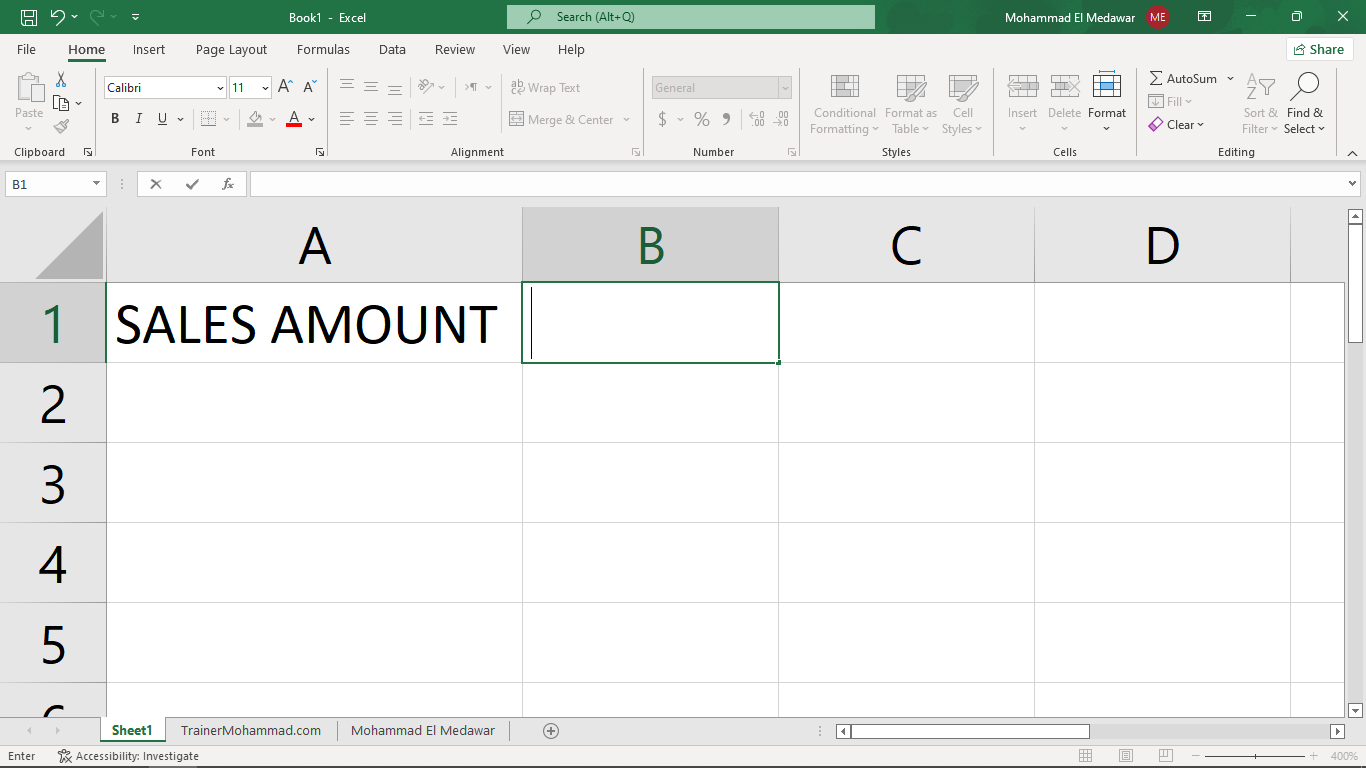 Book1 - Excel
Search (Alt+Q)
Mohammad El Medawar
ME
File Home Insert Page Layout Formulas Data Review View Help
Share
Paste
Clipboard
Calibri 11
B I U A
Font
Wrap Text
Merge & Center
Alignment
General
$ % 9
Number
Conditional Formatting
Format as Table
Cell Styles
Styles
Insert Delete Format
Cells
AutoSum
Fill
Clear
Sort & Filter
Find & Select
Editing
B1 fx
A B C D
1 SALES AMOUNT
2
3
4
5
6
Sheet1 TrainerMohammad.com Mohammad El Medawar
Enter Accessibility: Investigate 400%